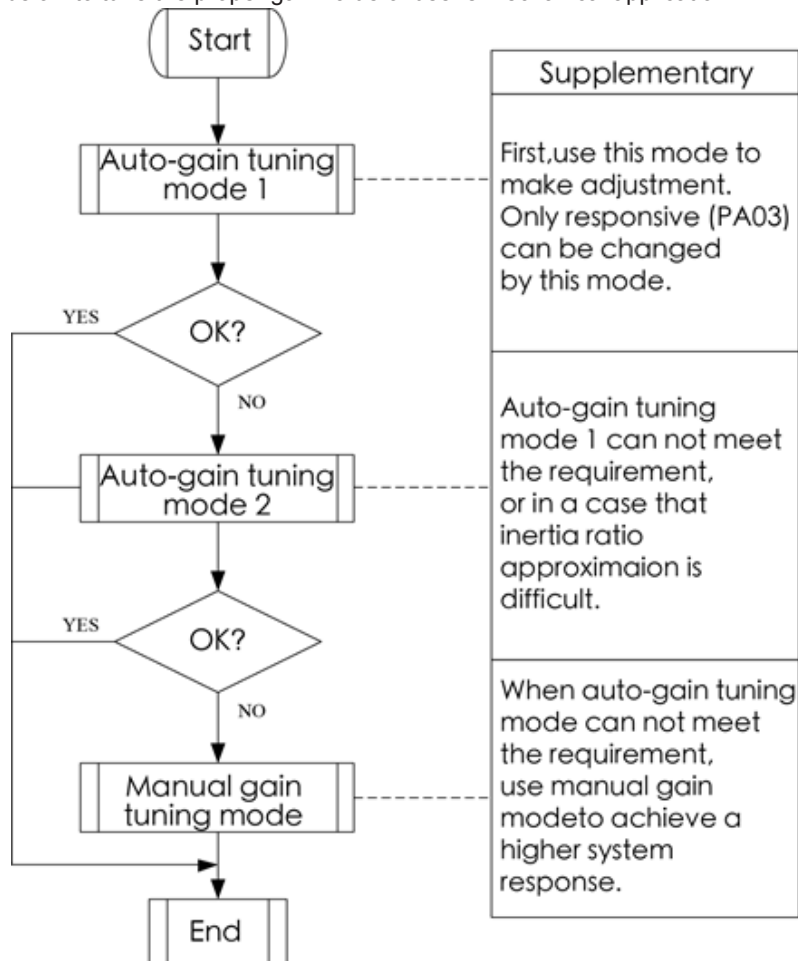 Start
Auto-gain tuning
mode 1
YES
OK?
NO
Auto-gain tuning
mode 2
YES
OK?
NO
Manual gain
tuning mode
End
Supplementary
First,use this mode to
make adjustment.
Only responsive (PA03)
can be changed
by this mode.
Auto-gain tuning
mode 1 can not meet
the requirement,
or in a case that
inertia ratio
approximaion is
difficult.
When auto-gain tuning
mode can not meet
the requirement,
use manual gain
modeto achieve a
higher system
response.